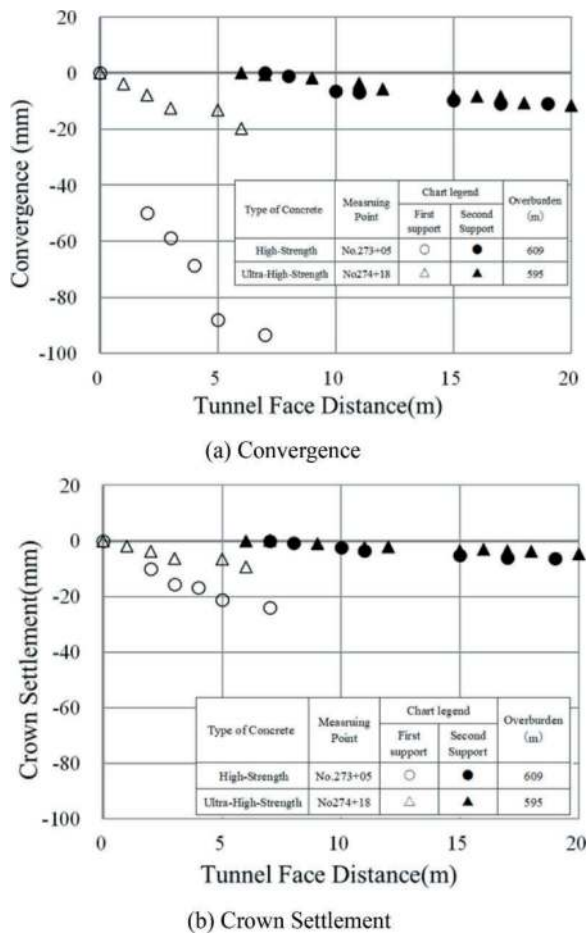 20
0
-20
-40
-60
-80
-100
Convergence (mm)
Type of Concrete Measuring Point Chart legend Overburden (m)
First support Second Support
High-Strength No.273+05 ○ ● 609
Ultra-High-Strength No274+18 △ ▲ 595
0 5 10 15 20
Tunnel Face Distance(m)
(a) Convergence
20
0
-20
-40
-60
-80
-100
Crown Settlement(mm)
Type of Concrete Measuring Point Chart legend Overburden (m)
First support Second Support
High-Strength No.273+05 ○ ● 609
Ultra-High-Strength No274+18 △ ▲ 595
0 5 10 15 20
Tunnel Face Distance(m)
(b) Crown Settlement